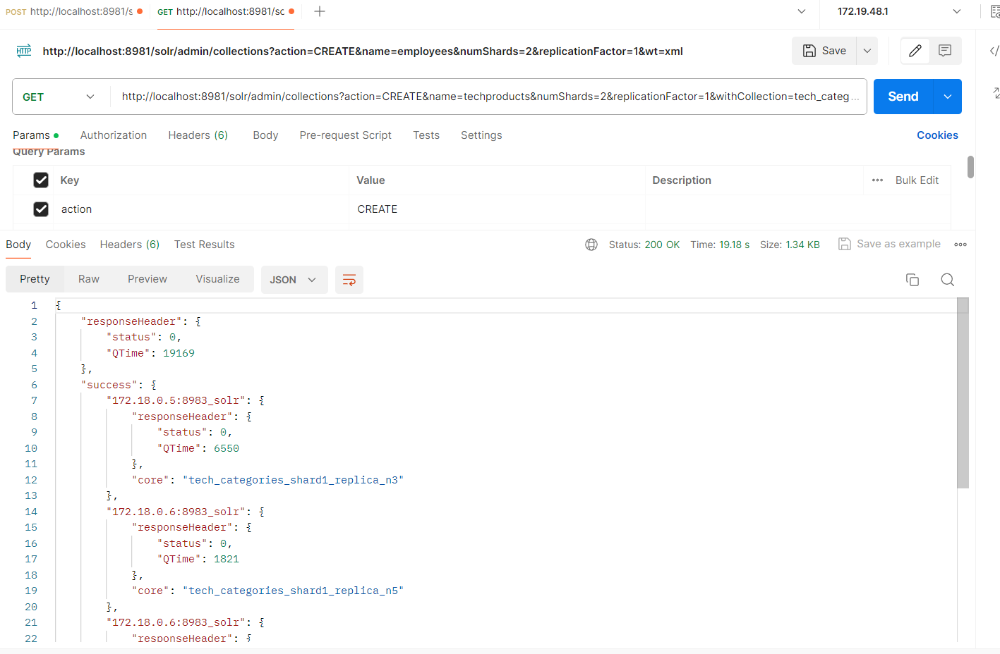 POST http://localhost:8981/s GET http://localhost:8981/sc 172.19.48.1
HTTP http://localhost:8981/solr/admin/collections?action=CREATE&name=employees&numShards=2&replicationFactor=1&wt=xml Save
GET http://localhost:8981/solr/admin/collections?action=CREATE&name=techproducts&numShards=2&replicationFactor=1&withCollection=tech_categ... Send
Params Authorization Headers (6) Body Pre-request Script Tests Settings Cookies
Query Params
Key Value Description ••• Bulk Edit
action CREATE
Body Cookies Headers (6) Test Results Status: 200 OK Time: 19.18 s Size: 1.34 KB Save as example
Pretty Raw Preview Visualize JSON
1 {
2 "responseHeader": {
3 "status": 0,
4 "QTime": 19169
5 },
6 "success": {
7 "172.18.0.5:8983_solr": {
8 "responseHeader": {
9 "status": 0,
10 "QTime": 6550
11 },
12 "core": "tech_categories_shard1_replica_n3"
13 },
14 "172.18.0.6:8983_solr": {
15 "responseHeader": {
16 "status": 0,
17 "QTime": 1821
18 },
19 "core": "tech_categories_shard1_replica_n5"
20 },
21 "172.18.0.6:8983_solr": {
22 "responseHeader": {